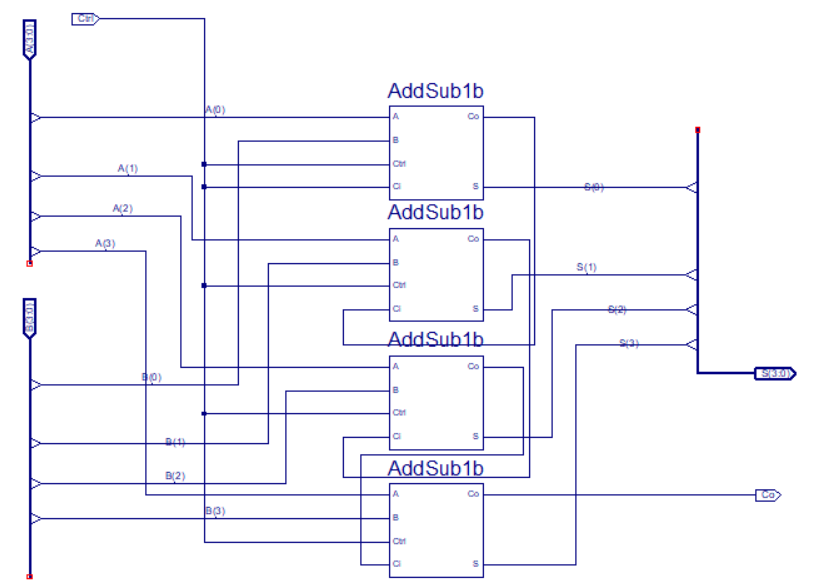 Ctrl
A(3:0)
AddSub1b
A(0)
A
Co
B
Ctrl
Ci
S
S(0)
A(1)
A(2)
A(3)
AddSub1b
A
Co
B
Ctrl
Ci
S
S(1)
B(3:0)
S(2)
AddSub1b
S(3)
A
Co
B(0)
B
Ctrl
Ci
S
S(3:0)
B(1)
B(2)
AddSub1b
A
Co
Co
B(3)
B
Ctrl
Ci
S